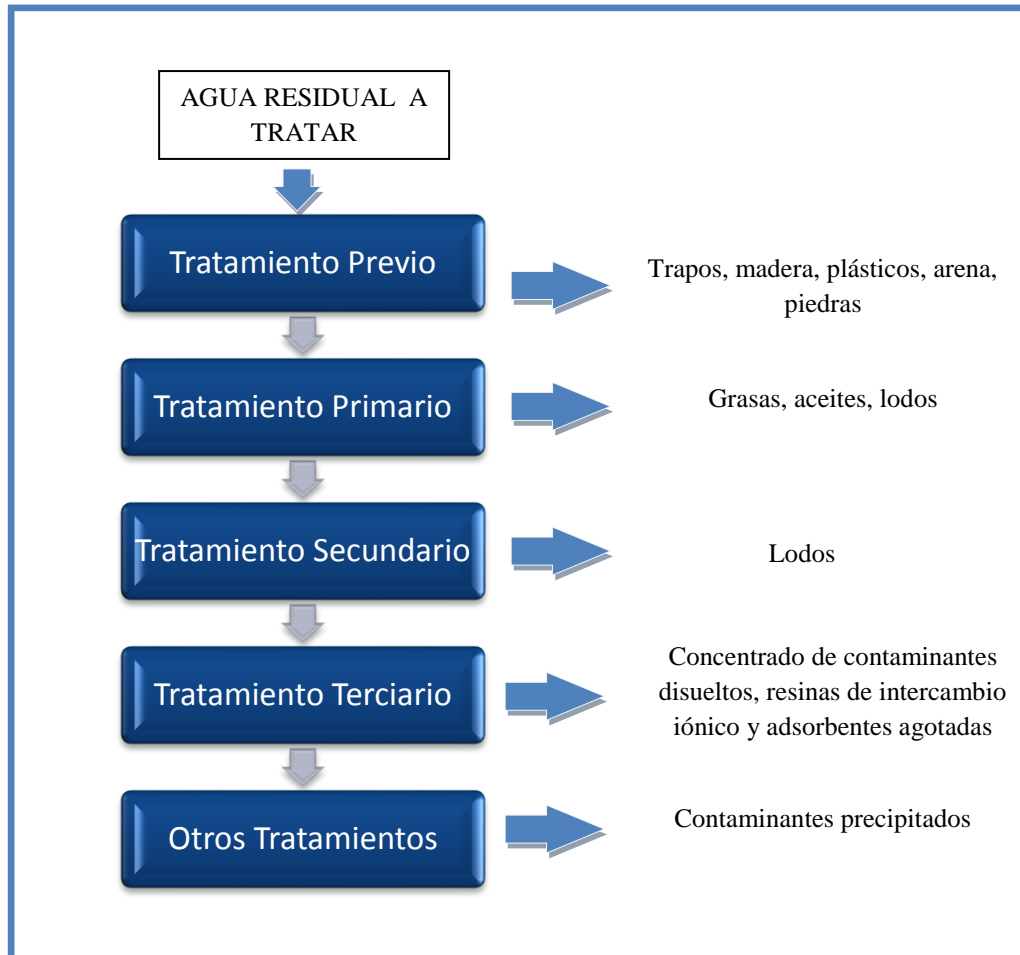 AGUA RESIDUAL A
TRATAR
Tratamiento Previo
Trapos, madera, plásticos, arena,
piedras
Tratamiento Primario
Grasas, aceites, lodos
Tratamiento Secundario
Lodos
Tratamiento Terciario
Concentrado de contaminantes
disueltos, resinas de intercambio
iónico y adsorbentes agotadas
Otros Tratamientos
Contaminantes precipitados